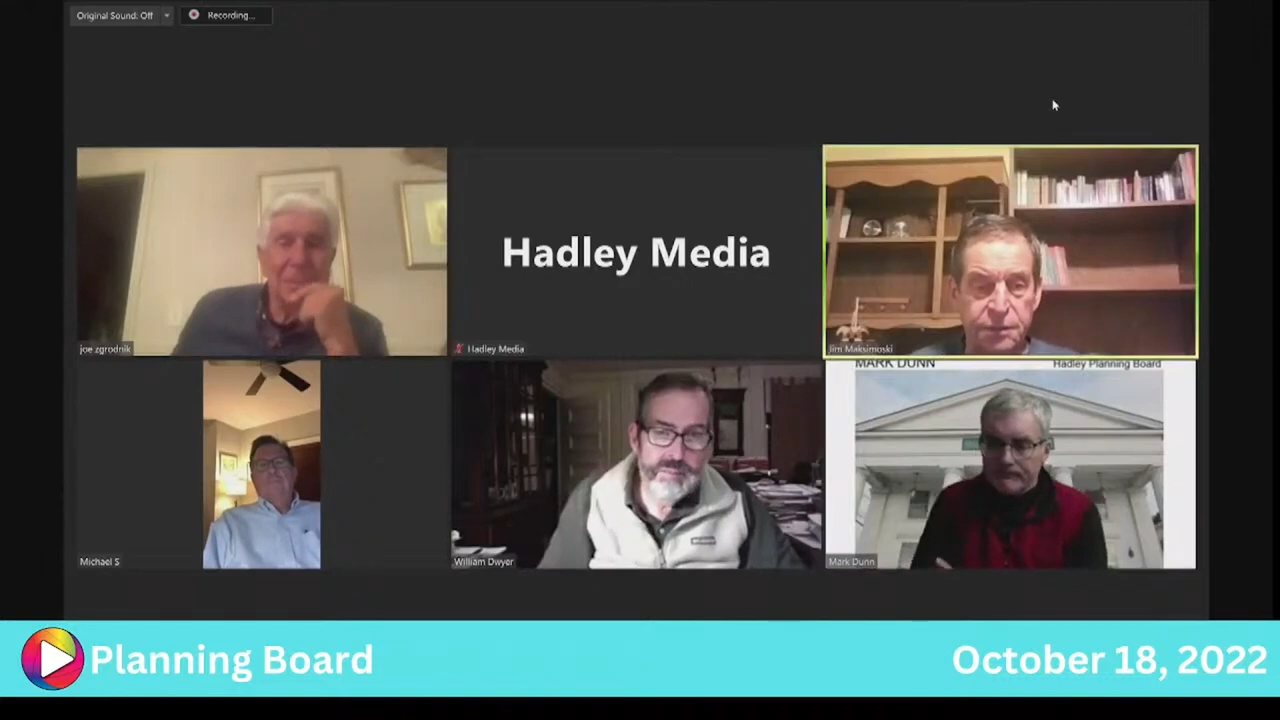 Original Sound: Off
Recording...
Hadley Media
joe zgrodnik
Hadley Media
Jim Maksimoski
MARK DUNN
Hadley Planning Board
Michael S
William Dwyer
Mark Dunn
Planning Board
October 18, 2022